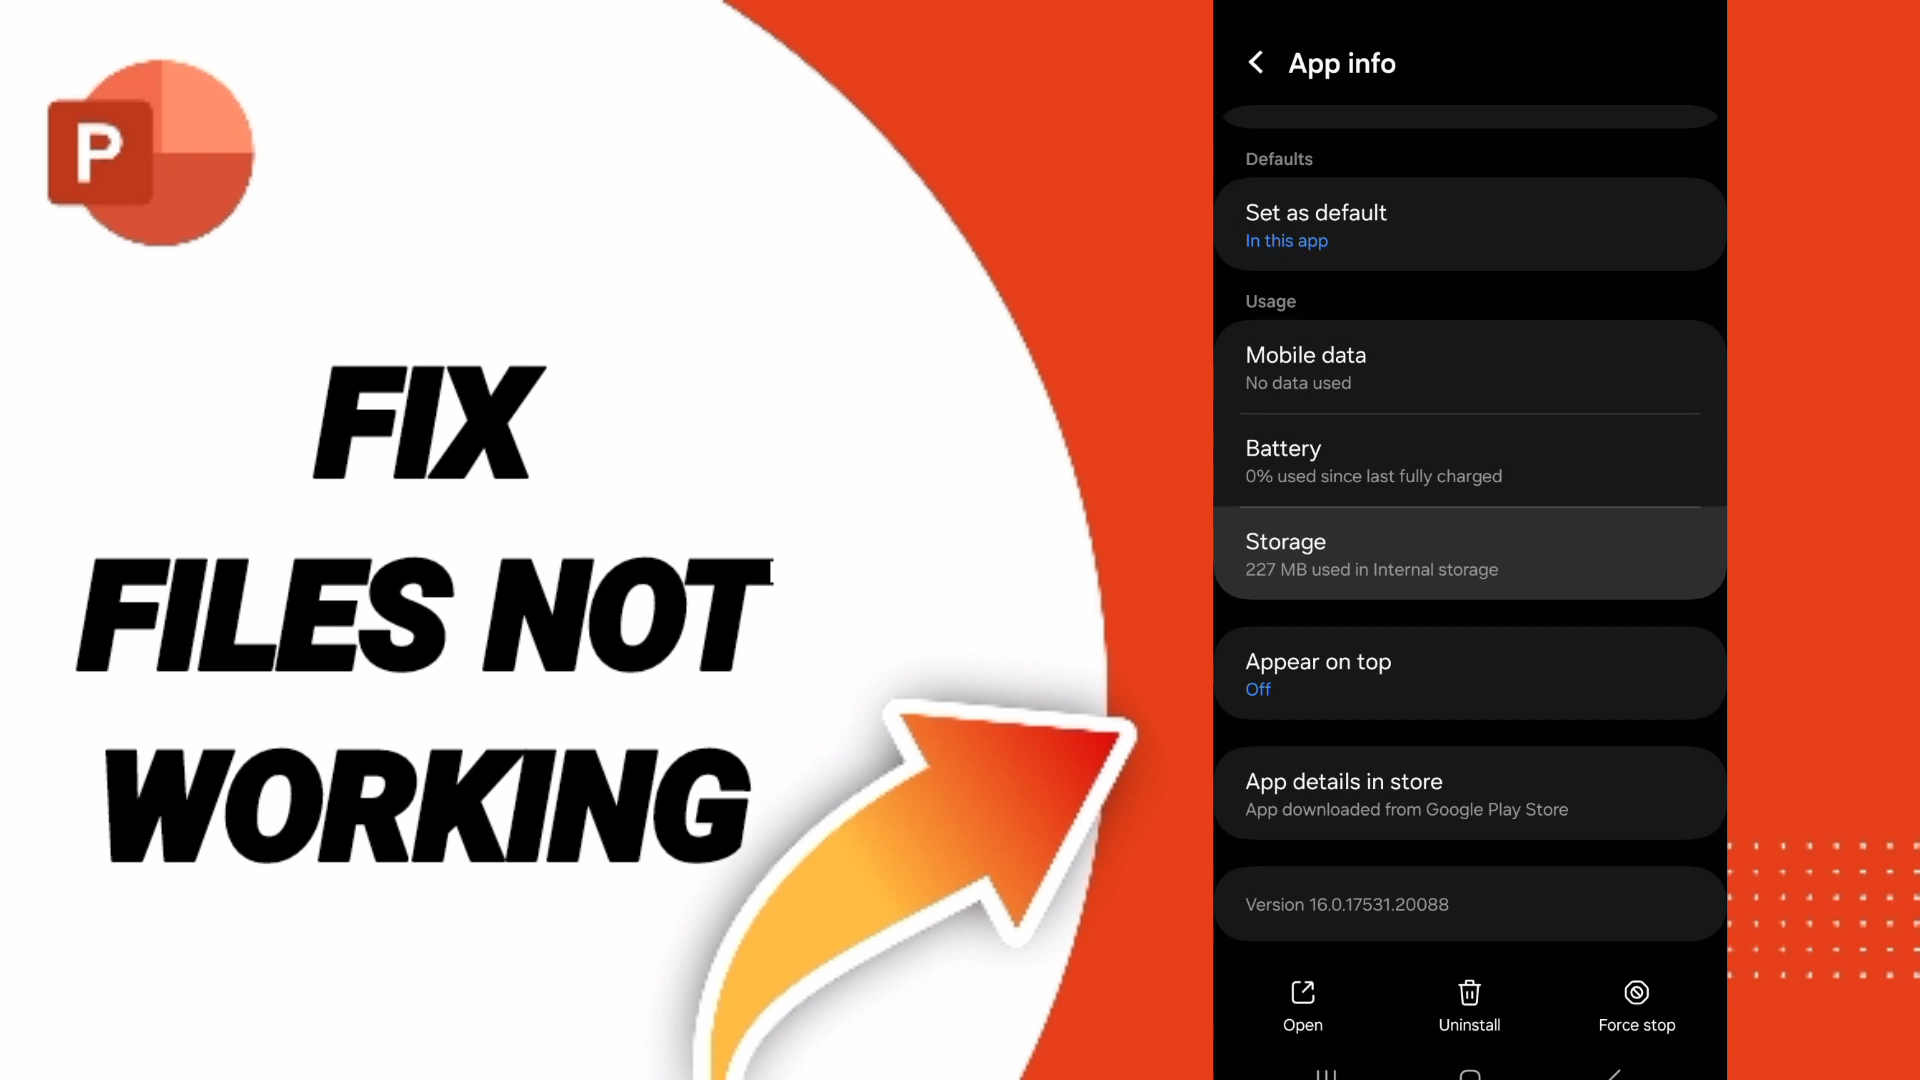 P
FIX
FILES NOT
WORKING
App info
Defaults
Set as default
In this app
Usage
Mobile data
No data used
Battery
0% used since last fully charged
Storage
227 MB used in Internal storage
Appear on top
Off
App details in store
App downloaded from Google Play Store
Version 16.0.17531.20088
Open
Uninstall
Force stop